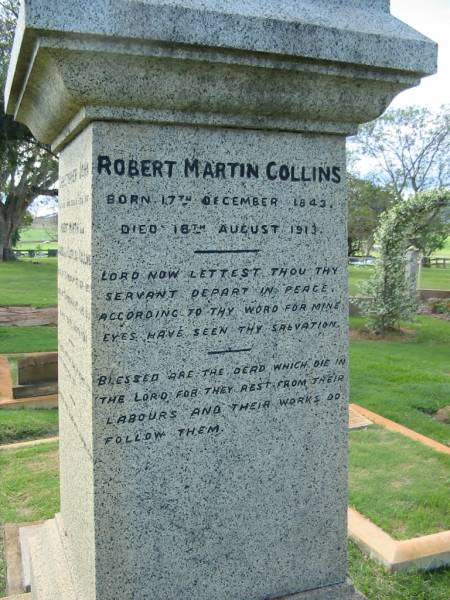 ROBERT MARTIN COLLINS
BORN 17TH DECEMBER 1843.
DIED 18TH AUGUST 1913.
LORD NOW LETTEST THOU THY
SERVANT DEPART IN PEACE,
ACCORDING TO THY WORD FOR MINE
EYES HAVE SEEN THY SALVATION.
BLESSED ARE THE DEAD WHICH DIE IN
THE LORD, FOR THEY REST FROM THEIR
LABOURS AND THEIR WORKS DO
FOLLOW THEM.